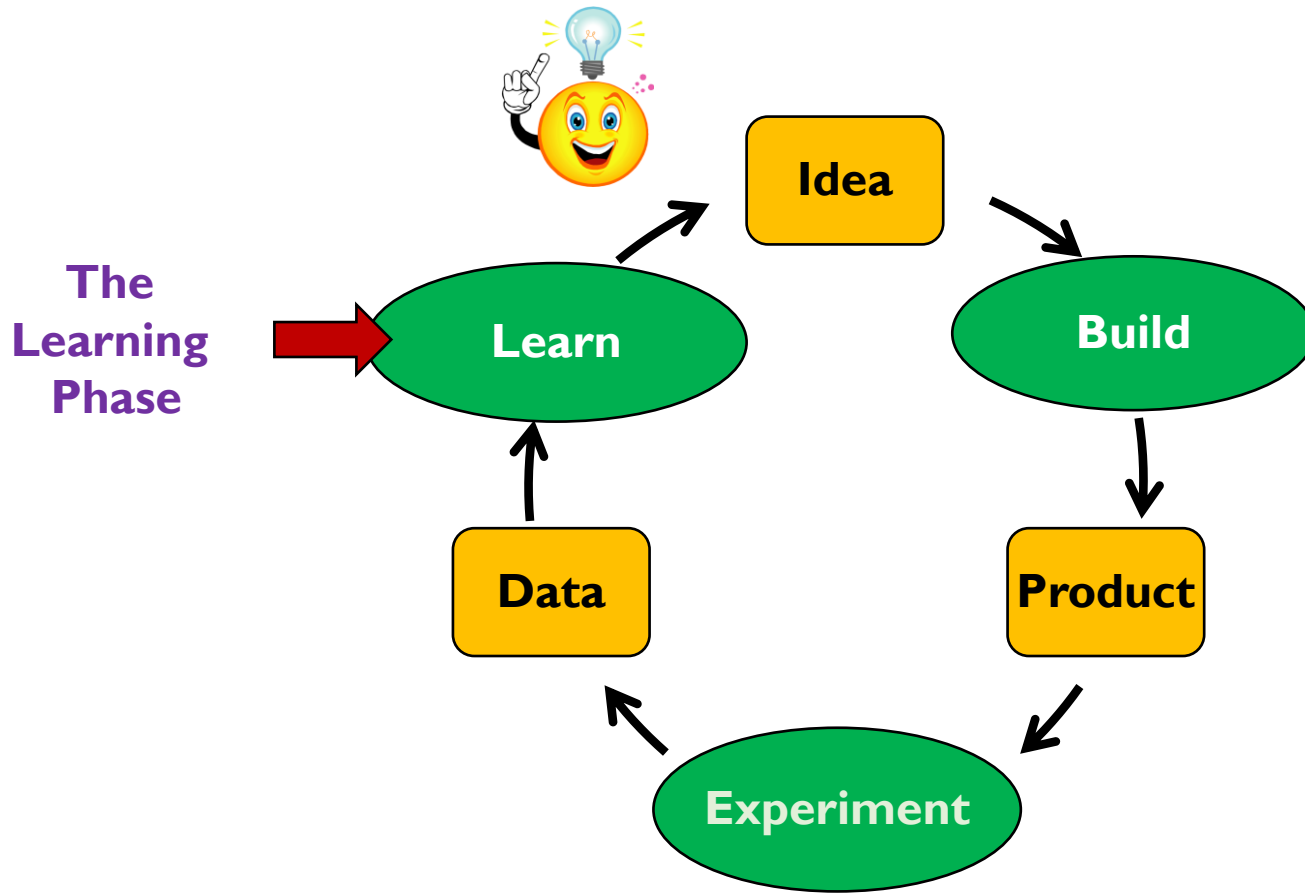 Idea
The
Learning
Phase
Learn
Build
Data
Product
Experiment